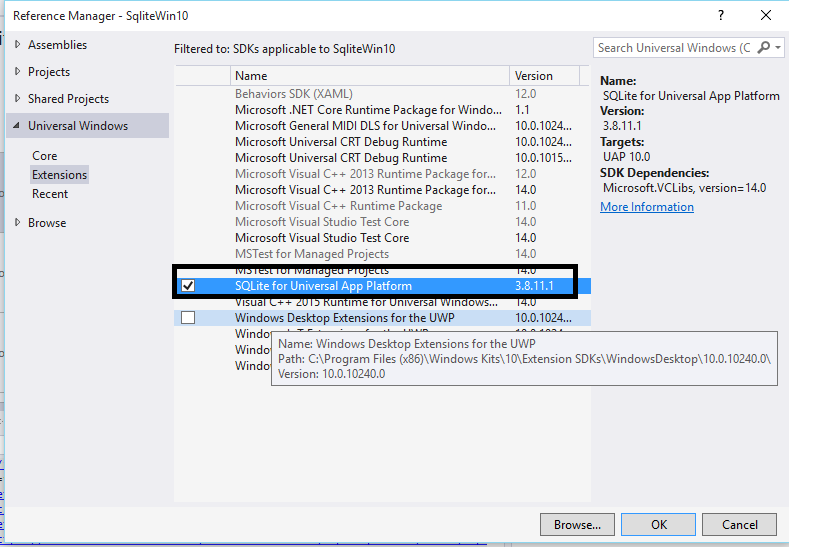 Reference Manager - SqliteWin10
Assemblies
Projects
Shared Projects
Universal Windows
Core
Extensions
Recent
Browse
Filtered to: SDKs applicable to SqliteWin10
Name Version
Behaviors SDK (XAML) 12.0
Microsoft .NET Core Runtime Package for Windo... 1.1
Microsoft General MIDI DLS for Universal Windo... 10.0.1024...
Microsoft Universal CRT Debug Runtime 10.0.1024...
Microsoft Universal CRT Debug Runtime 10.0.1015...
Microsoft Visual C++ 2013 Runtime Package for... 12.0
Microsoft Visual C++ 2013 Runtime Package for... 14.0
Microsoft Visual C++ Runtime Package 11.0
Microsoft Visual Studio Test Core 14.0
Microsoft Visual Studio Test Core 14.0
MSTest for Managed Projects 14.0
MSTest for Managed Projects 14.0
SQLite for Universal App Platform 3.8.11.1
Visual C++ 2015 Runtime for Universal Windows... 14.0
Windows Desktop Extensions for the UWP 10.0.1024...
Name: Windows Desktop Extensions for the UWP
Path: C:\Program Files (x86)\Windows Kits\10\Extension SDKs\WindowsDesktop\10.0.10240.0\
Version: 10.0.10240.0
Search Universal Windows (C
Name:
SQLite for Universal App Platform
Version:
3.8.11.1
Targets:
UAP 10.0
SDK Dependencies:
Microsoft.VCLibs, version=14.0
More Information
Browse... OK Cancel